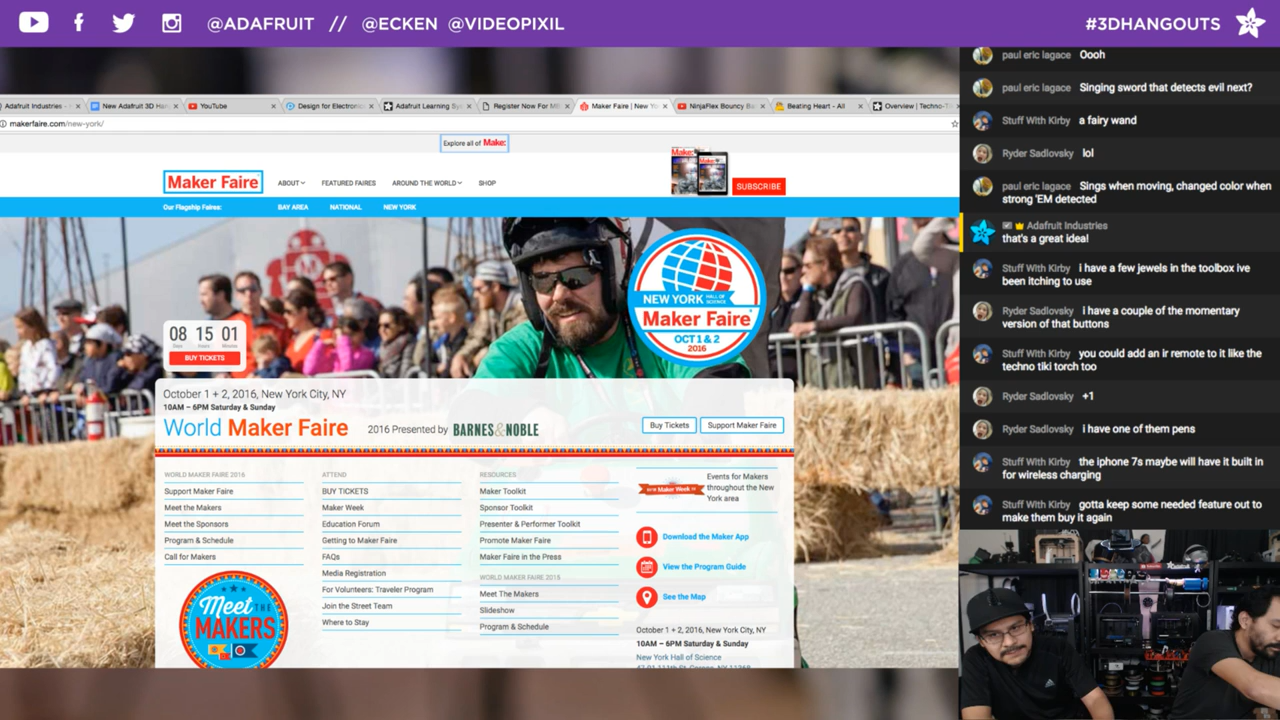 @ADAFRUIT // @ECKEN @VIDEOPIXIL
#3DHANGOUTS
Adafruit Industries -
New Adafruit 3D Han
YouTube
Design for Electronic
Adafruit Learning Sys
Register Now For M
Maker Faire | New Yo
NinjaFlex Bouncy Ba
Beating Heart - All
Overview | Techno-Ti
makerfaire.com/new-york/
Explore all of Make:
Maker Faire
ABOUT
FEATURED FAIRES
AROUND THE WORLD
SHOP
Make:
SUBSCRIBE
Our Flagship Faires:
BAY AREA
NATIONAL
NEW YORK
NEW YORK HALL OF SCIENCE
Maker Faire
OCT 1 & 2
2016
08 15 01
Days Hours Minutes
BUY TICKETS
October 1 + 2, 2016, New York City, NY
10AM – 6PM Saturday & Sunday
World Maker Faire
2016 Presented by BARNES&NOBLE
Buy Tickets
Support Maker Faire
WORLD MAKER FAIRE 2016
Support Maker Faire
Meet the Makers
Meet the Sponsors
Program & Schedule
Call for Makers
Meet THE
MAKERS
ATTEND
BUY TICKETS
Maker Week
Education Forum
Getting to Maker Faire
FAQs
Media Registration
For Volunteers: Traveler Program
Join the Street Team
Where to Stay
RESOURCES
Maker Toolkit
Sponsor Toolkit
Presenter & Performer Toolkit
Promote Maker Faire
Maker Faire in the Press
WORLD MAKER FAIRE 2015
Meet The Makers
Slideshow
Program & Schedule
Maker Week
Events for Makers
throughout the New
York area
Download the Maker App
View the Program Guide
See the Map
October 1 + 2, 2016, New York City, NY
10AM – 6PM Saturday & Sunday
New York Hall of Science
paul eric lagace Oooh
paul eric lagace Singing sword that detects evil next?
Stuff With Kirby a fairy wand
Ryder Sadlovsky lol
paul eric lagace Sings when moving, changed color when
strong 'EM detected
Adafruit Industries
that's a great idea!
Stuff With Kirby i have a few jewels in the toolbox ive
been itching to use
Ryder Sadlovsky i have a couple of the momentary
version of that buttons
Stuff With Kirby you could add an ir remote to it like the
techno tiki torch too
Ryder Sadlovsky +1
Ryder Sadlovsky i have one of them pens
Stuff With Kirby the iphone 7s maybe will have it built in
for wireless charging
Stuff With Kirby gotta keep some needed feature out to
make them buy it again